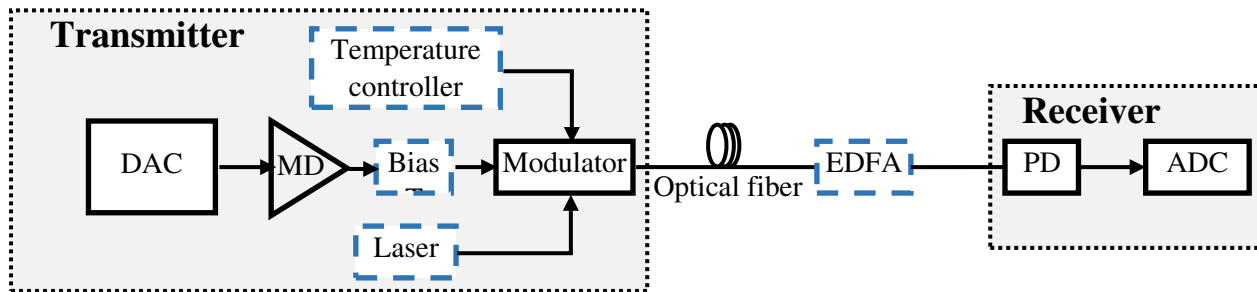 Transmitter
Temperature
controller
DAC
MD
Bias
Modulator
Laser
Optical fiber
EDFA
Receiver
PD
ADC